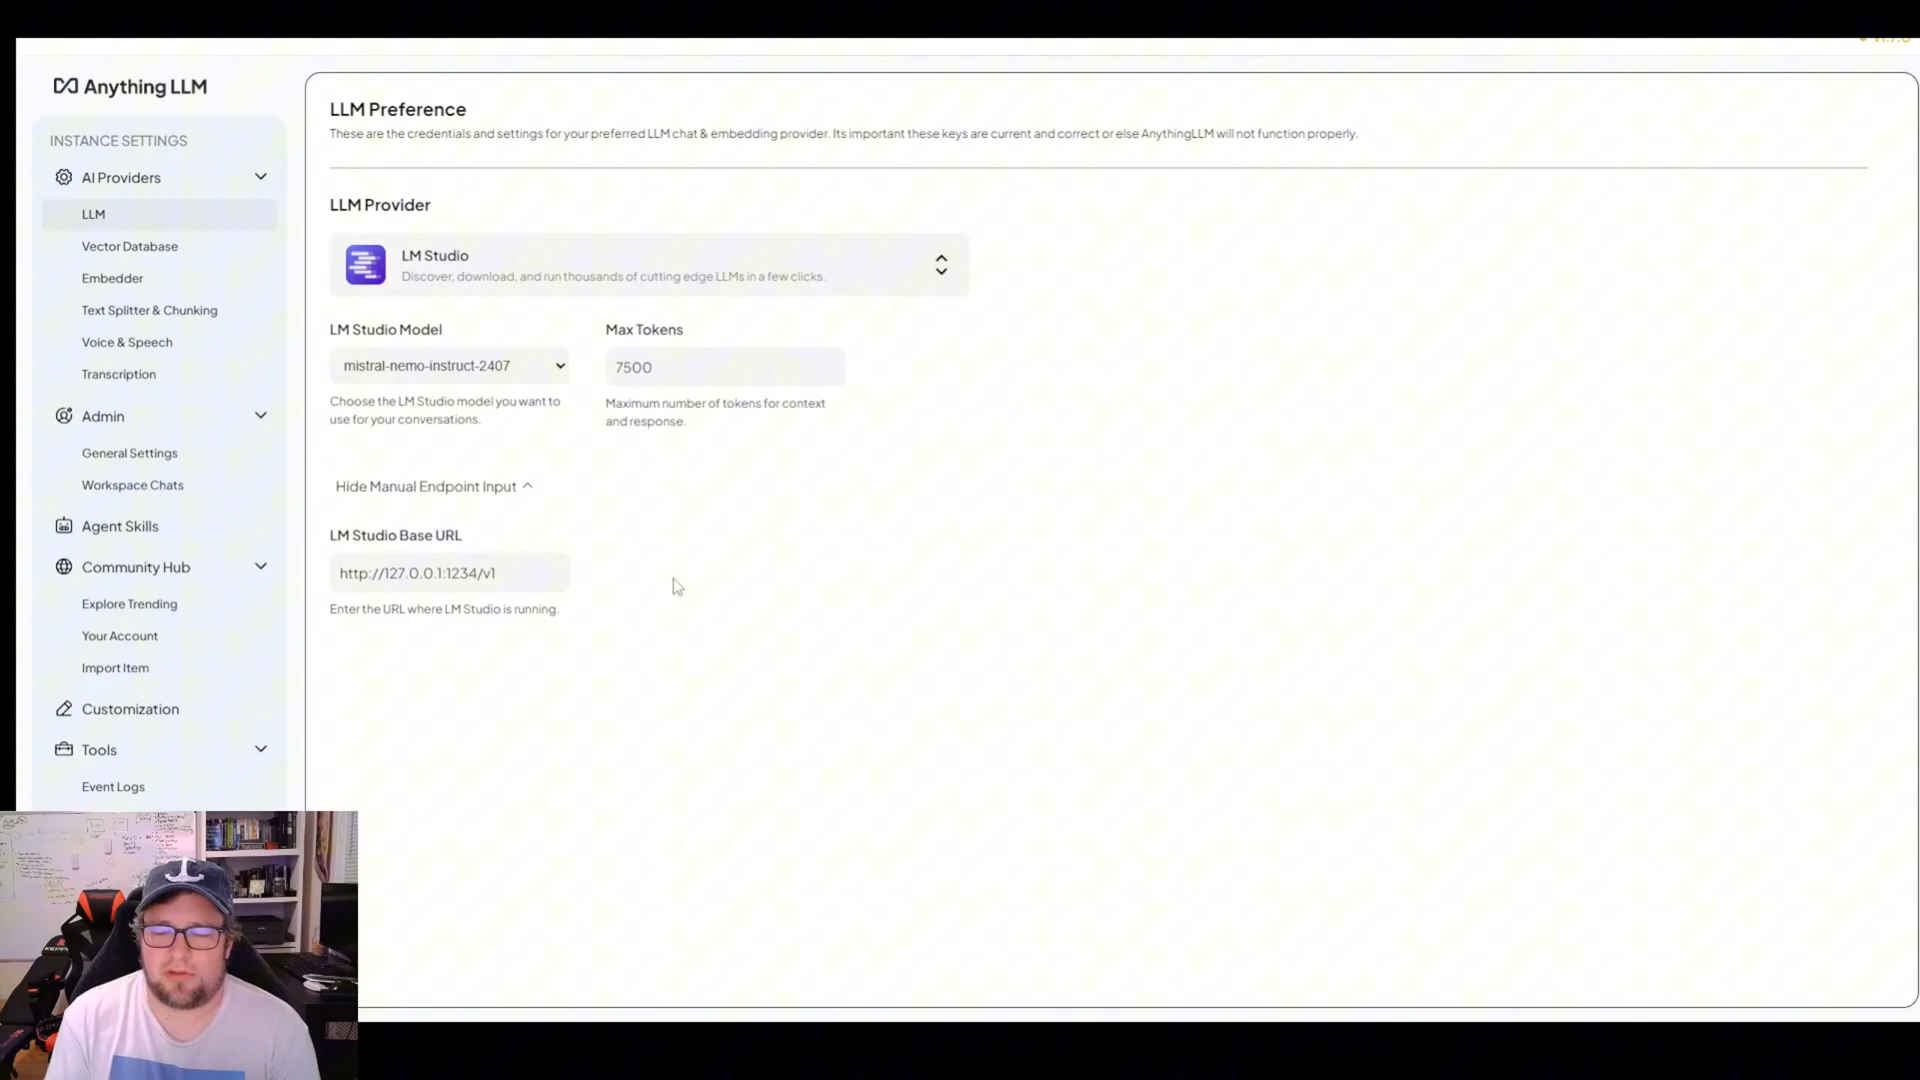 Anything LLM
INSTANCE SETTINGS
AI Providers
LLM
Vector Database
Embedder
Text Splitter & Chunking
Voice & Speech
Transcription
Admin
General Settings
Workspace Chats
Agent Skills
Community Hub
Explore Trending
Your Account
Import Item
Customization
Tools
Event Logs
LLM Preference
These are the credentials and settings for your preferred LLM chat & embedding provider. Its important these keys are current and correct or else AnythingLLM will not function properly.
LLM Provider
LM Studio
Discover, download, and run thousands of cutting edge LLMs in a few clicks.
LM Studio Model
mistral-nemo-instruct-2407
Choose the LM Studio model you want to
use for your conversations.
Max Tokens
7500
Maximum number of tokens for context
and response.
Hide Manual Endpoint Input
LM Studio Base URL
http://127.0.0.1:1234/v1
Enter the URL where LM Studio is running.